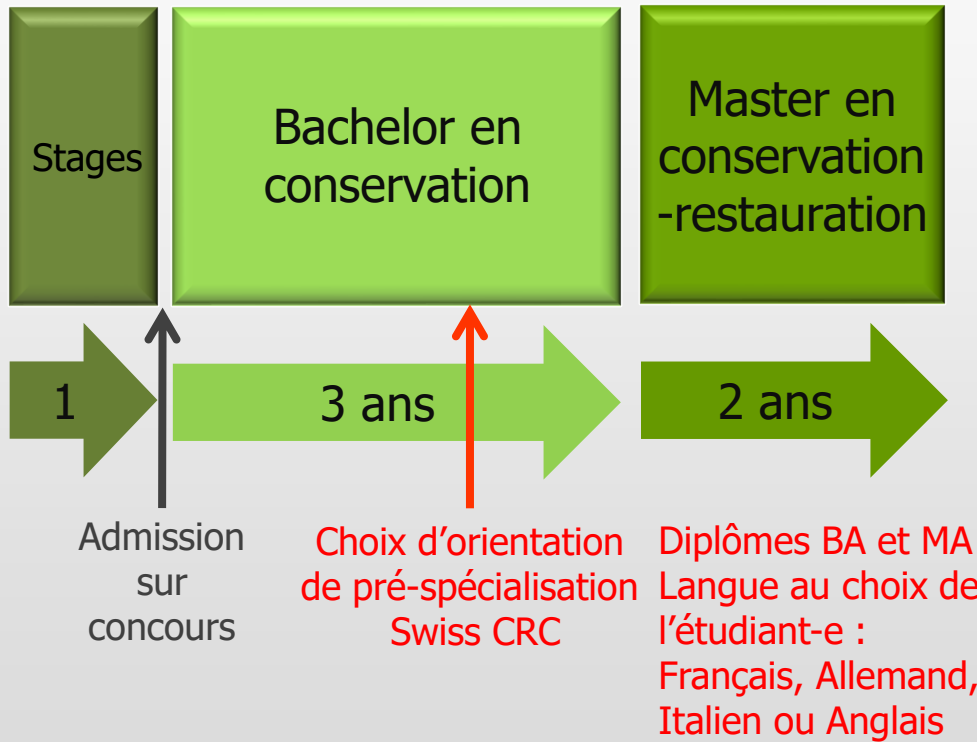 Stages
Bachelor en
conservation
Master en
conservation
-restauration
1
3 ans
2 ans
Admission
sur
concours
Choix d’orientation
de pré-spécialisation
Swiss CRC
Diplômes BA et MA
Langue au choix de
l’étudiant-e :
Français, Allemand,
Italien ou Anglais